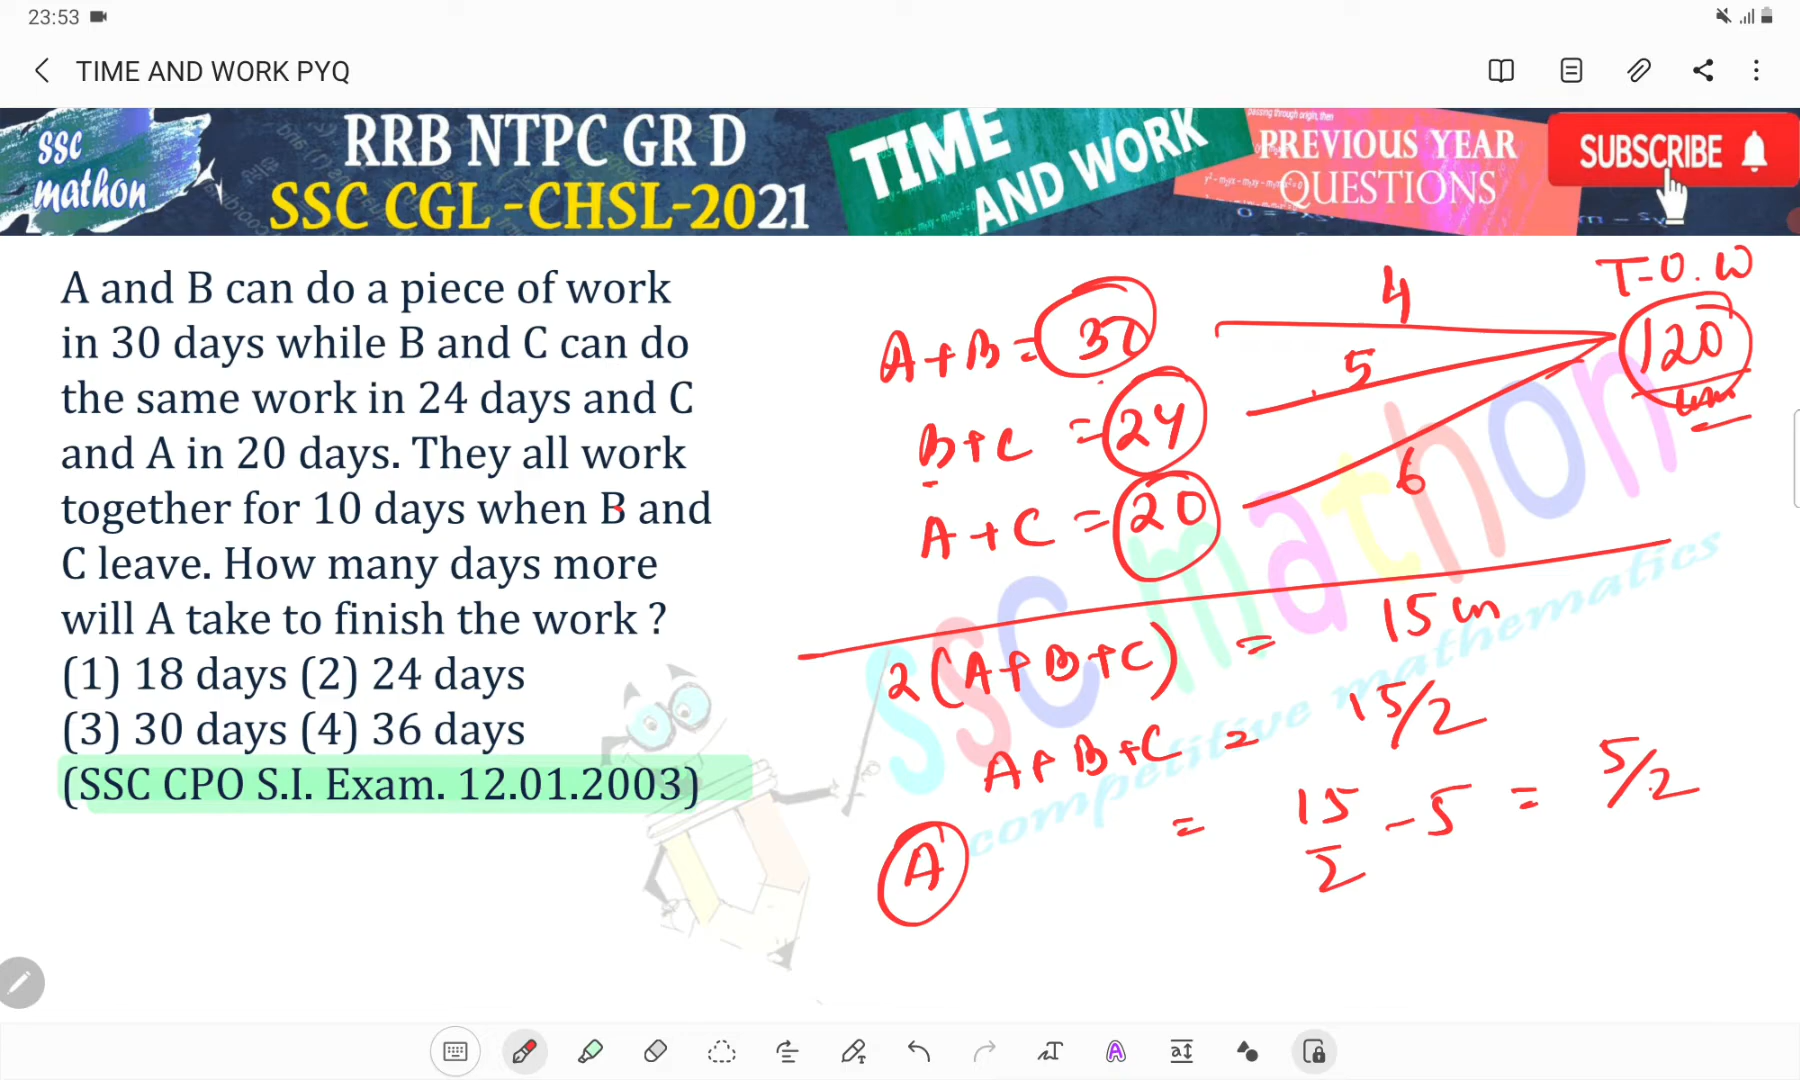 23:53
TIME AND WORK PYQ
ssc
mathon
RRB NTPC GR D
SSC CGL -CHSL-2021
TIME
AND WORK
PREVIOUS YEAR
QUESTIONS
SUBSCRIBE
A and B can do a piece of work
in 30 days while B and C can do
the same work in 24 days and C
and A in 20 days. They all work
together for 10 days when B and
C leave. How many days more
will A take to finish the work ?
(1) 18 days (2) 24 days
(3) 30 days (4) 36 days
(SSC CPO S.I. Exam. 12.01.2003)
T.O.W
A+B = 30
4
120
B+C = 24
5
A+C = 20
6
2(A+B+C) = 15
A+B+C = 15/2
A = 15/2 - 5 = 5/2
ssc mathon
competitive mathematics